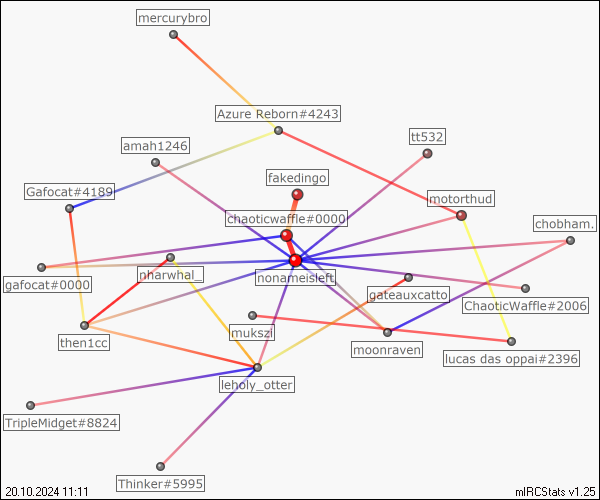 mercurybro
Azure Reborn#4243
tt532
amah1246
fakedingo
Gafocat#4189
motorthud
chaoticwaffle#0000
chobham.
nharwhal_
nonameisleft
gafocat#0000
gateauxcatto
ChaoticWaffle#2006
mukszi
then1cc
moonraven
lucas das oppai#2396
leholy_otter
TripleMidget#8824
Thinker#5995
20.10.2024 11:11
mIRCStats v1.25